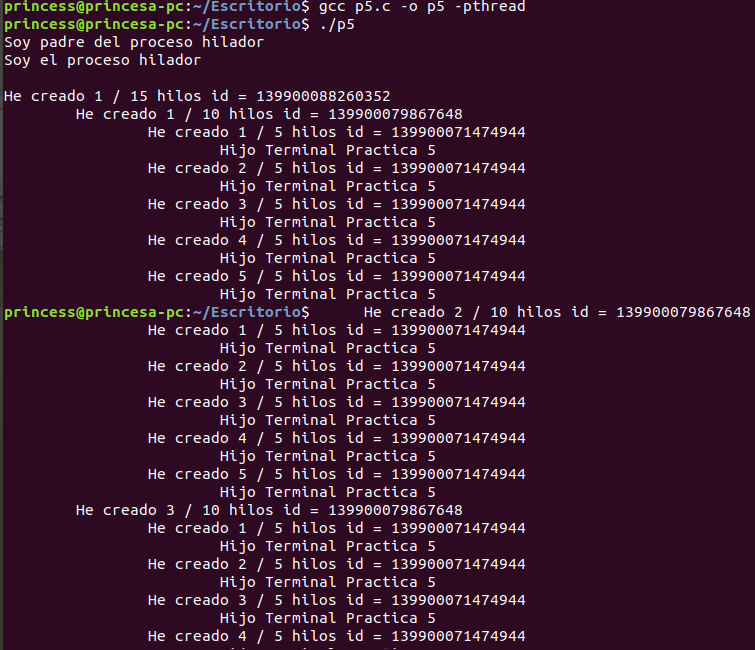 princess@princesa-pc:~/Escritorio$ gcc p5.c -o p5 -pthread
princess@princesa-pc:~/Escritorio$ ./p5
Soy padre del proceso hilador
Soy el proceso hilador
He creado 1 / 15 hilos id = 139900088260352
He creado 1 / 10 hilos id = 139900079867648
He creado 1 / 5 hilos id = 139900071474944
Hijo Terminal Practica 5
He creado 2 / 5 hilos id = 139900071474944
Hijo Terminal Practica 5
He creado 3 / 5 hilos id = 139900071474944
Hijo Terminal Practica 5
He creado 4 / 5 hilos id = 139900071474944
Hijo Terminal Practica 5
He creado 5 / 5 hilos id = 139900071474944
Hijo Terminal Practica 5
princess@princesa-pc:~/Escritorio$      He creado 2 / 10 hilos id = 139900079867648
He creado 1 / 5 hilos id = 139900071474944
Hijo Terminal Practica 5
He creado 2 / 5 hilos id = 139900071474944
Hijo Terminal Practica 5
He creado 3 / 5 hilos id = 139900071474944
Hijo Terminal Practica 5
He creado 4 / 5 hilos id = 139900071474944
Hijo Terminal Practica 5
He creado 5 / 5 hilos id = 139900071474944
Hijo Terminal Practica 5
He creado 3 / 10 hilos id = 139900079867648
He creado 1 / 5 hilos id = 139900071474944
Hijo Terminal Practica 5
He creado 2 / 5 hilos id = 139900071474944
Hijo Terminal Practica 5
He creado 3 / 5 hilos id = 139900071474944
Hijo Terminal Practica 5
He creado 4 / 5 hilos id = 139900071474944